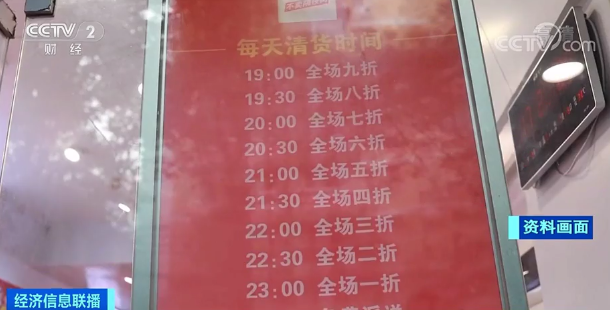 CCTV 2
财经
CCTV.com
每天清货时间
19:00 全场九折
19:30 全场八折
20:00 全场七折
20:30 全场六折
21:00 全场五折
21:30 全场四折
22:00 全场三折
22:30 全场二折
23:00 全场一折
资料画面
经济信息联播